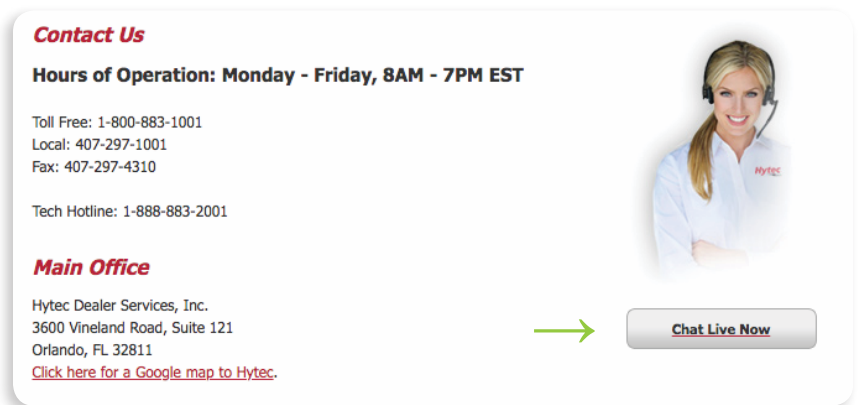 Contact Us
Hours of Operation: Monday - Friday, 8AM - 7PM EST
Toll Free: 1-800-883-1001
Local: 407-297-1001
Fax: 407-297-4310
Tech Hotline: 1-888-883-2001
Hytec
Main Office
Hytec Dealer Services, Inc.
3600 Vineland Road, Suite 121
Orlando, FL 32811
Click here for a Google map to Hytec.
Chat Live Now